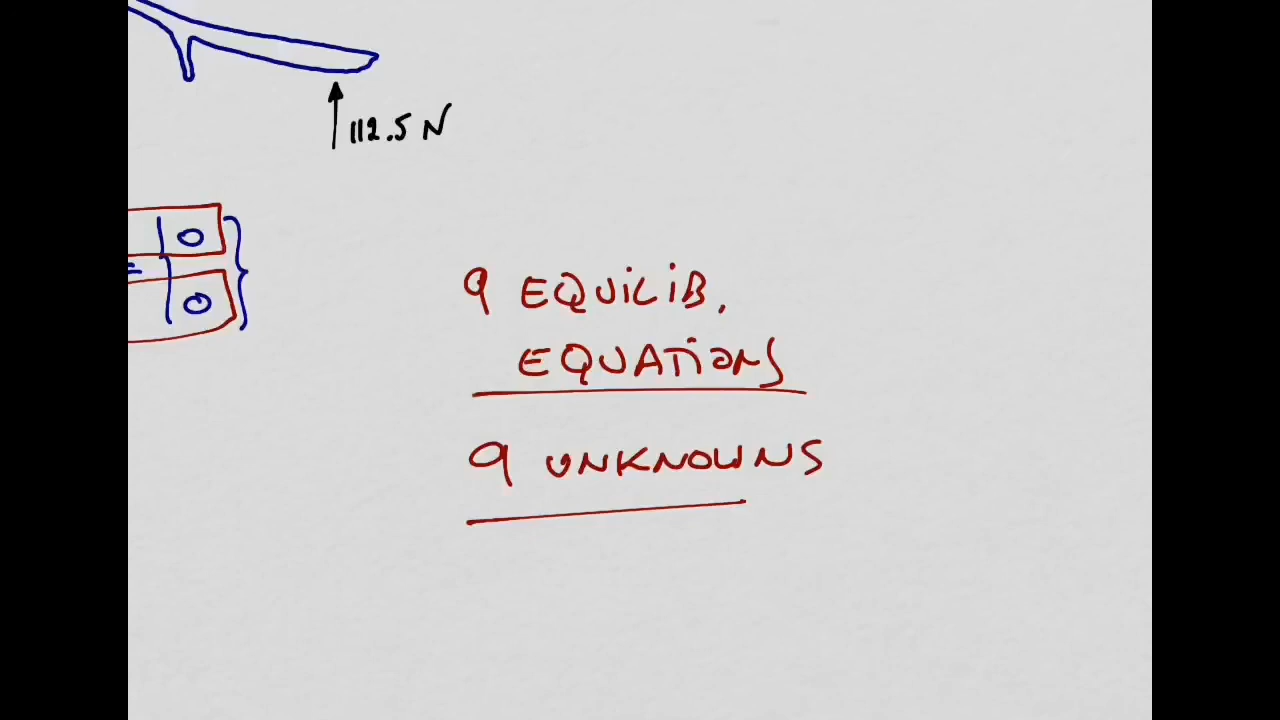 112.5 N
0
=
0
9 EQUILIB.
EQUATIONS
9 UNKNOWNS